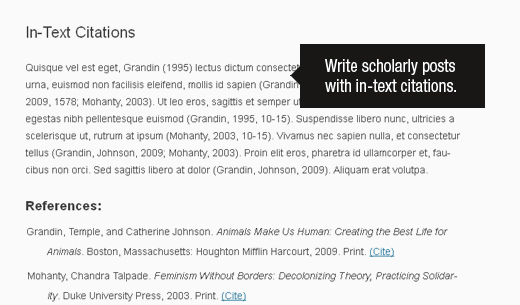 In-Text Citations
Quisque vel est eget, Grandin (1995) lectus dictum consectet
urna, euismod non facilisis eleifend, mollis id sapien (Grandin
2009, 1578; Mohanty, 2003). Ut leo eros, sagittis et semper ut
egestas nibh pellentesque euismod (Grandin, 1995, 10-15). Suspendisse libero nunc, ultricies a
scelerisque ut, rutrum at ipsum (Mohanty, 2003, 10-15). Vivamus nec sapien nulla, et consectetur
tellus (Grandin, Johnson, 2009; Mohanty, 2003). Proin elit eros, pharetra id ullamcorper et, fau-
cibus non orci. Sed sagittis libero at dolor (Grandin, Johnson, 2009). Aliquam erat volutpa.
Write scholarly posts
with in-text citations.
References:
Grandin, Temple, and Catherine Johnson. Animals Make Us Human: Creating the Best Life for
Animals. Boston, Massachusetts: Houghton Mifflin Harcourt, 2009. Print. (Cite)
Mohanty, Chandra Talpade. Feminism Without Borders: Decolonizing Theory, Practicing Solidar-
ity. Duke University Press, 2003. Print. (Cite)